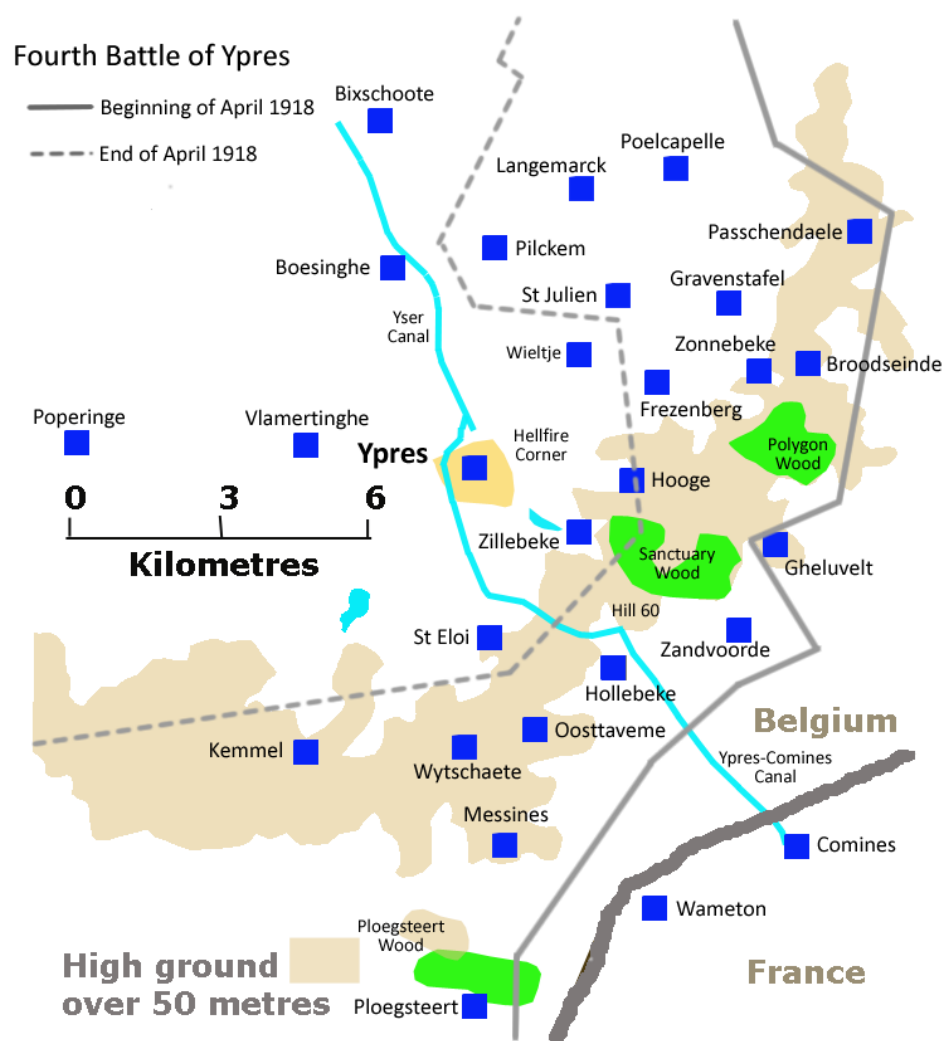 Fourth Battle of Ypres
Beginning of April 1918
End of April 1918
Bixschoote
Poelcapelle
Langemarck
Passchendaele
Pilckem
Boesinghe
Gravenstafel
St Julien
Yser
Canal
Wieltje
Zonnebeke
Broodseinde
Frezenberg
Poperinge
Vlamertinghe
Ypres
Hellfire
Corner
Polygon
Wood
Hooge
0 3 6
Kilometres
Zillebeke
Sanctuary
Wood
Gheluvelt
Hill 60
St Eloi
Zandvoorde
Hollebeke
Belgium
Oosttaveme
Kemmel
Wytschaete
Ypres-Comines
Canal
Messines
Comines
Wameton
Ploegsteert
Wood
High ground
over 50 metres
France
Ploegsteert